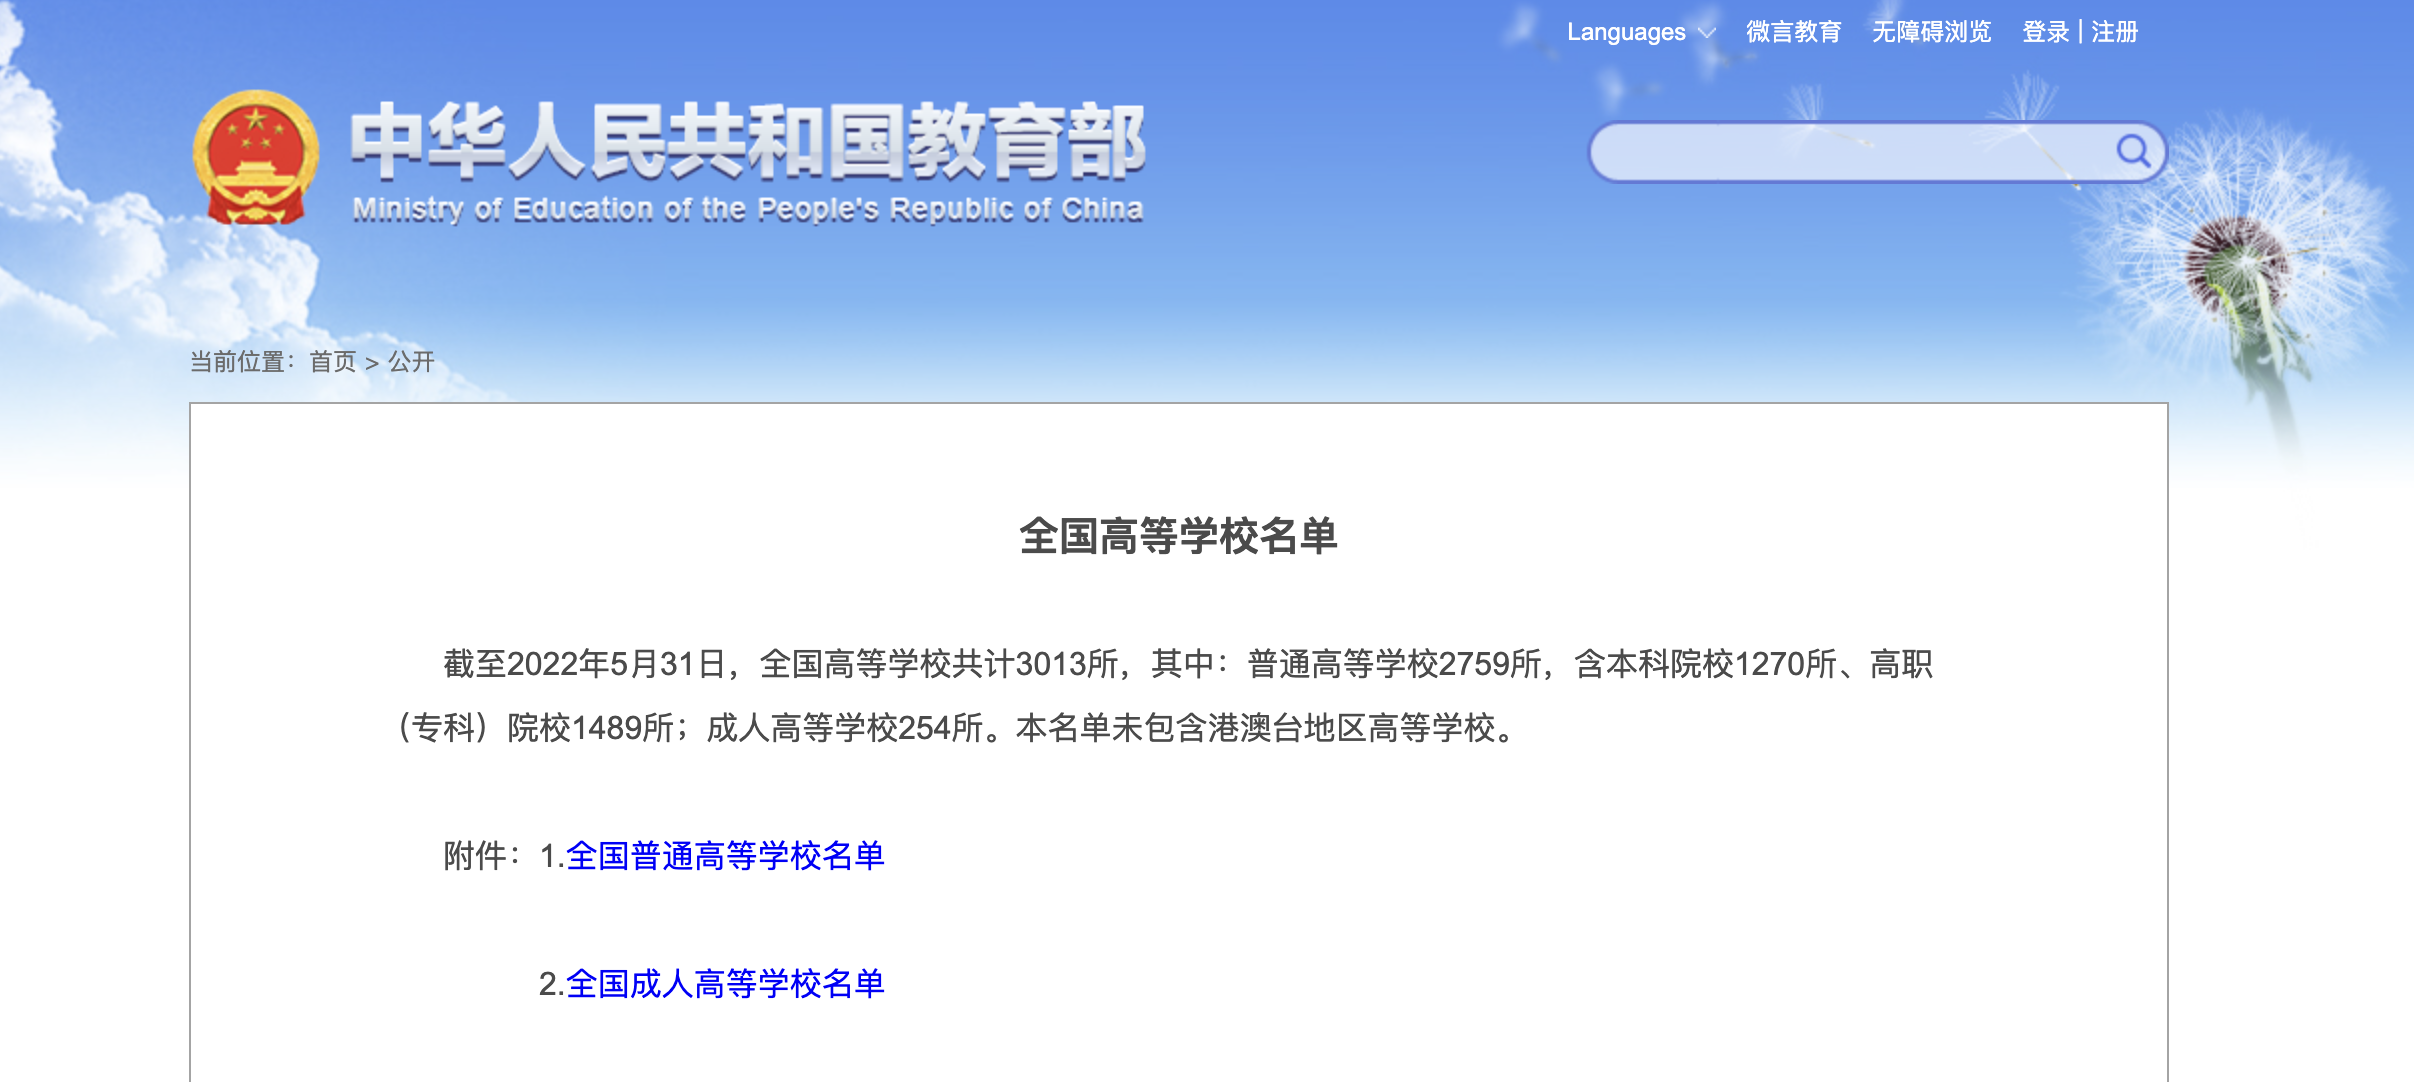 Languages 微言教育 无障碍浏览 登录 | 注册
中华人民共和国教育部
Ministry of Education of the People's Republic of China
当前位置：首页 > 公开
全国高等学校名单
截至2022年5月31日，全国高等学校共计3013所，其中：普通高等学校2759所，含本科院校1270所、高职
（专科）院校1489所；成人高等学校254所。本名单未包含港澳台地区高等学校。
附件：1.全国普通高等学校名单
2.全国成人高等学校名单